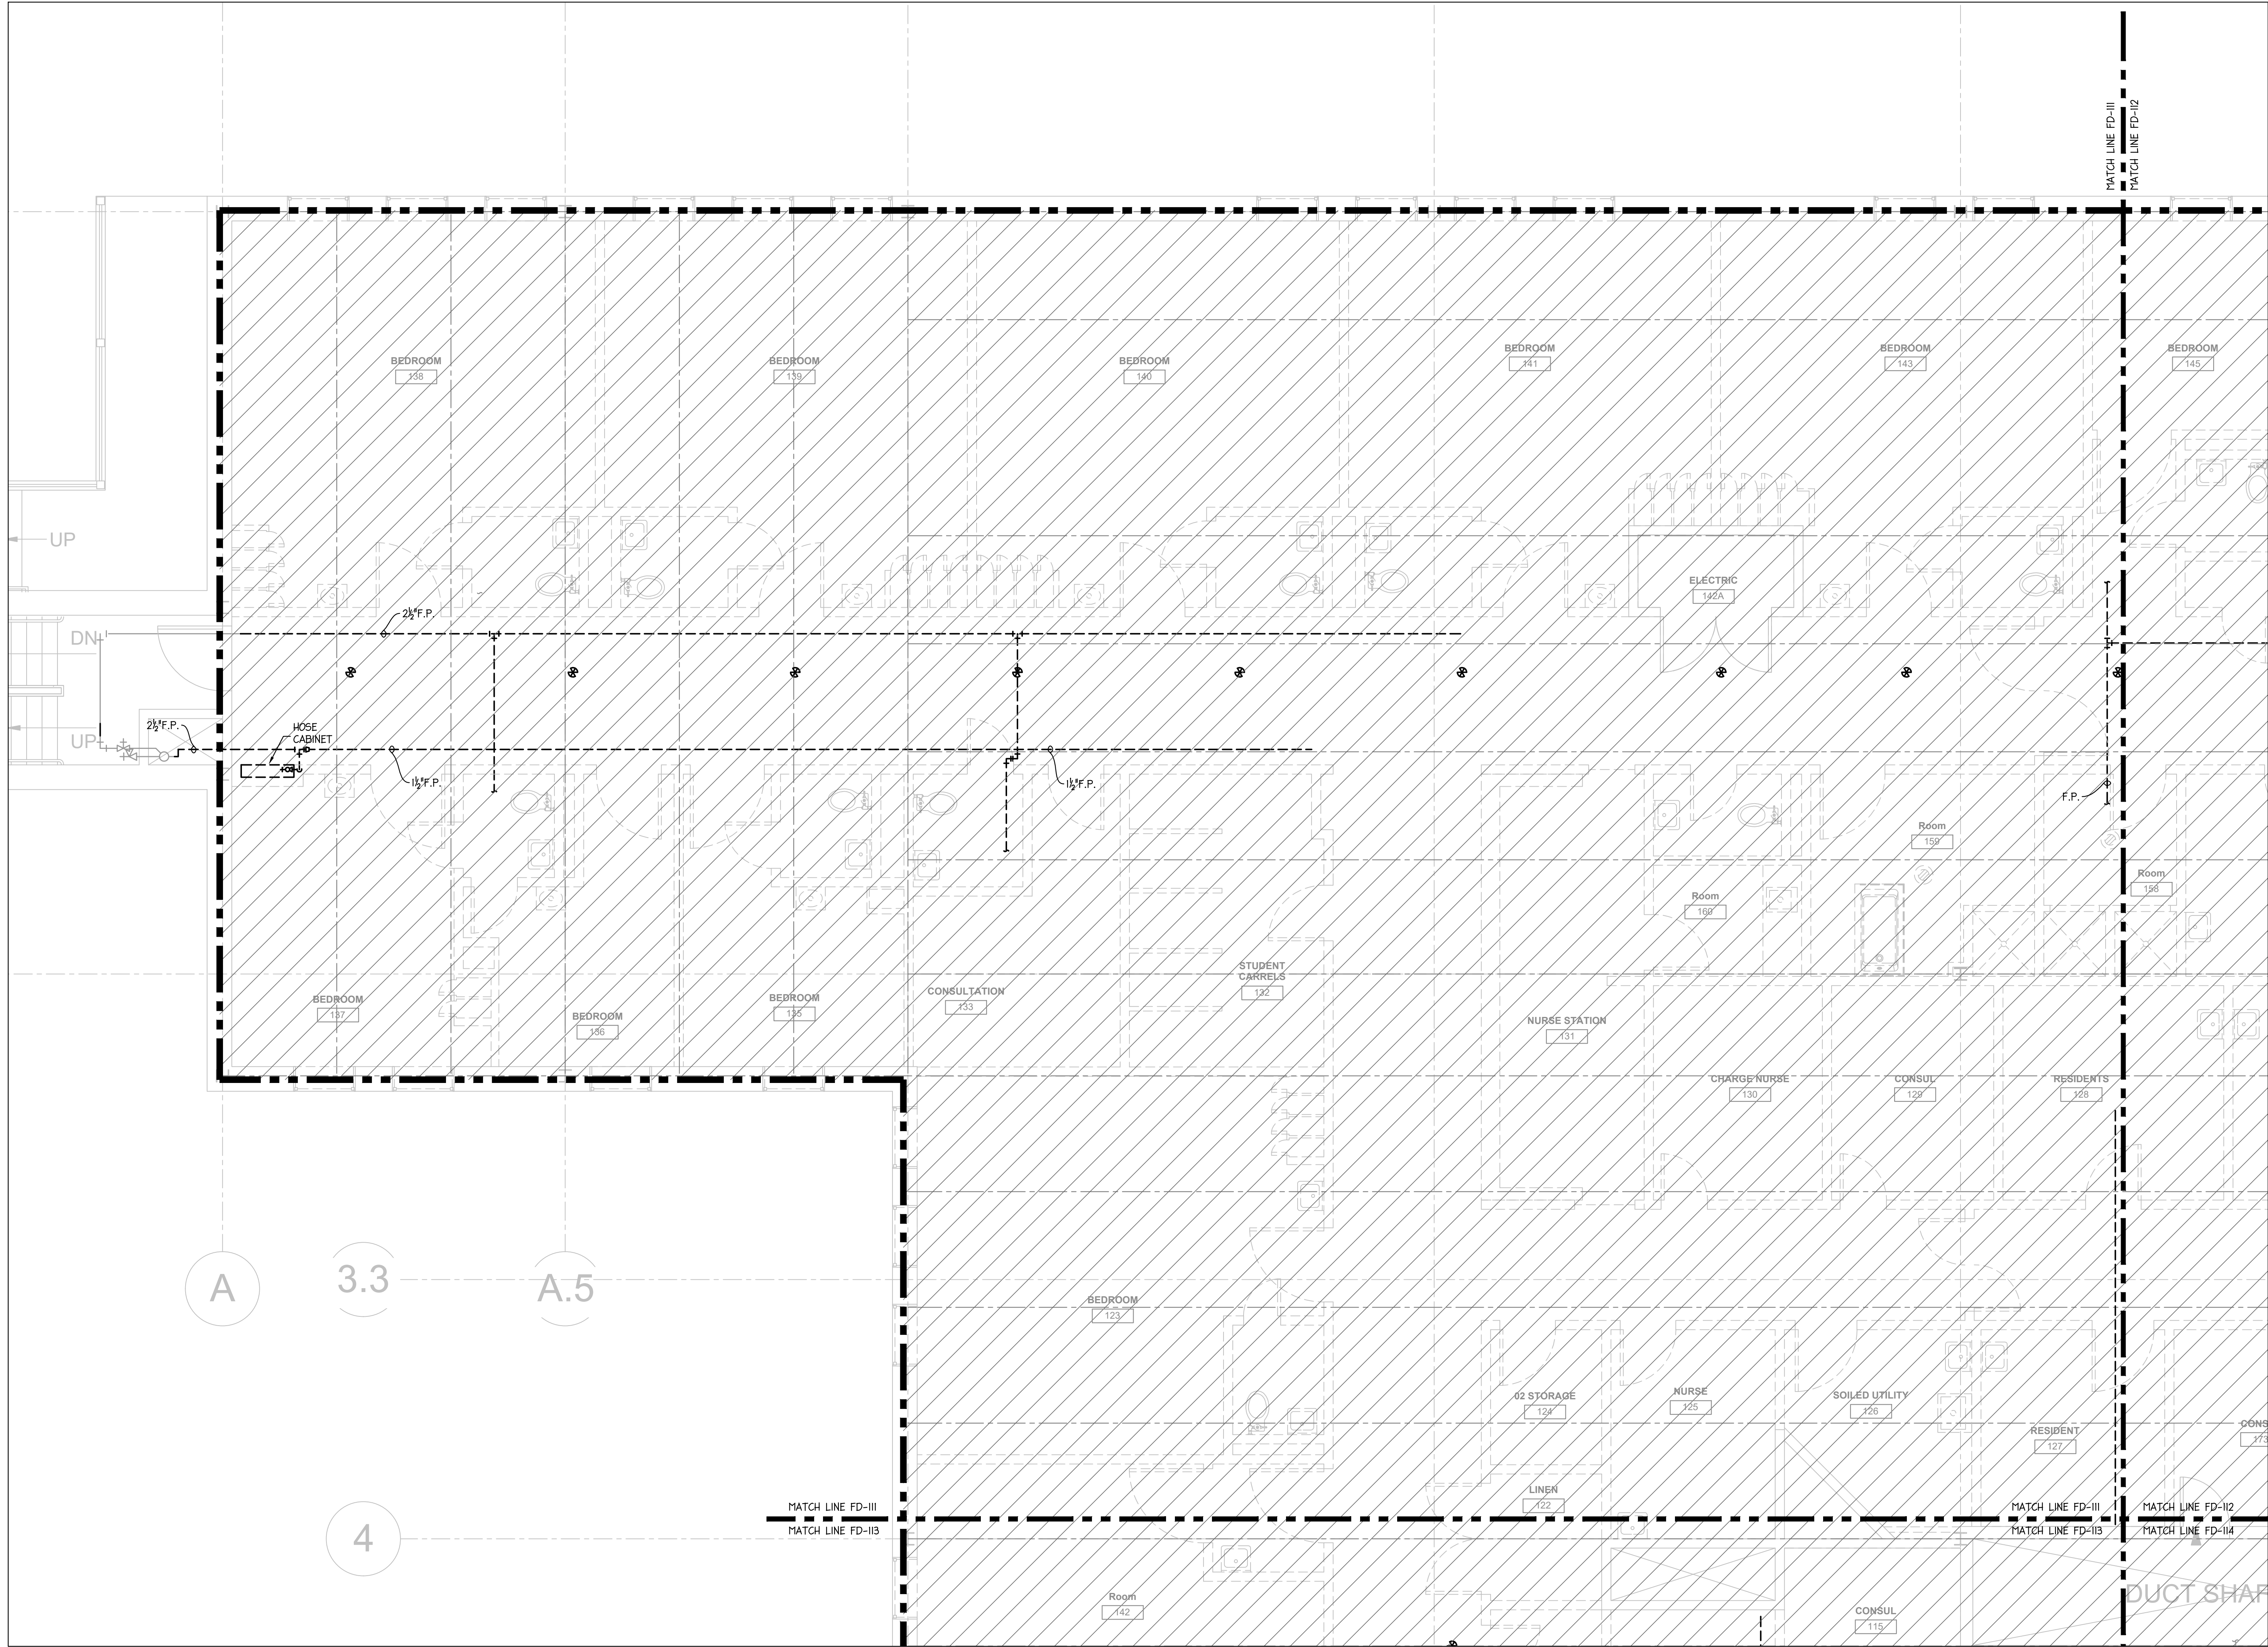 MATCH LINE FD-111
MATCH LINE FD-112
BEDROOM
138
BEDROOM
139
BEDROOM
140
BEDROOM
141
BEDROOM
143
BEDROOM
145
UP
ELECTRIC
142A
2½"F.P.
DN
2½"F.P.
HOSE
CABINET
UP
1½"F.P.
1½"F.P.
F.P.
Room
159
Room
158
Room
160
STUDENT
CARRELS
132
BEDROOM
137
BEDROOM
136
BEDROOM
135
CONSULTATION
133
NURSE STATION
131
CHARGE NURSE
130
CONSUL
129
RESIDENTS
128
A
3.3
A.5
BEDROOM
123
02 STORAGE
124
NURSE
125
SOILED UTILITY
126
RESIDENT
127
CONS
173
LINEN
122
MATCH LINE FD-111
MATCH LINE FD-113
MATCH LINE FD-111
MATCH LINE FD-112
MATCH LINE FD-113
MATCH LINE FD-114
4
Room
142
CONSUL
115
DUCT SHAF